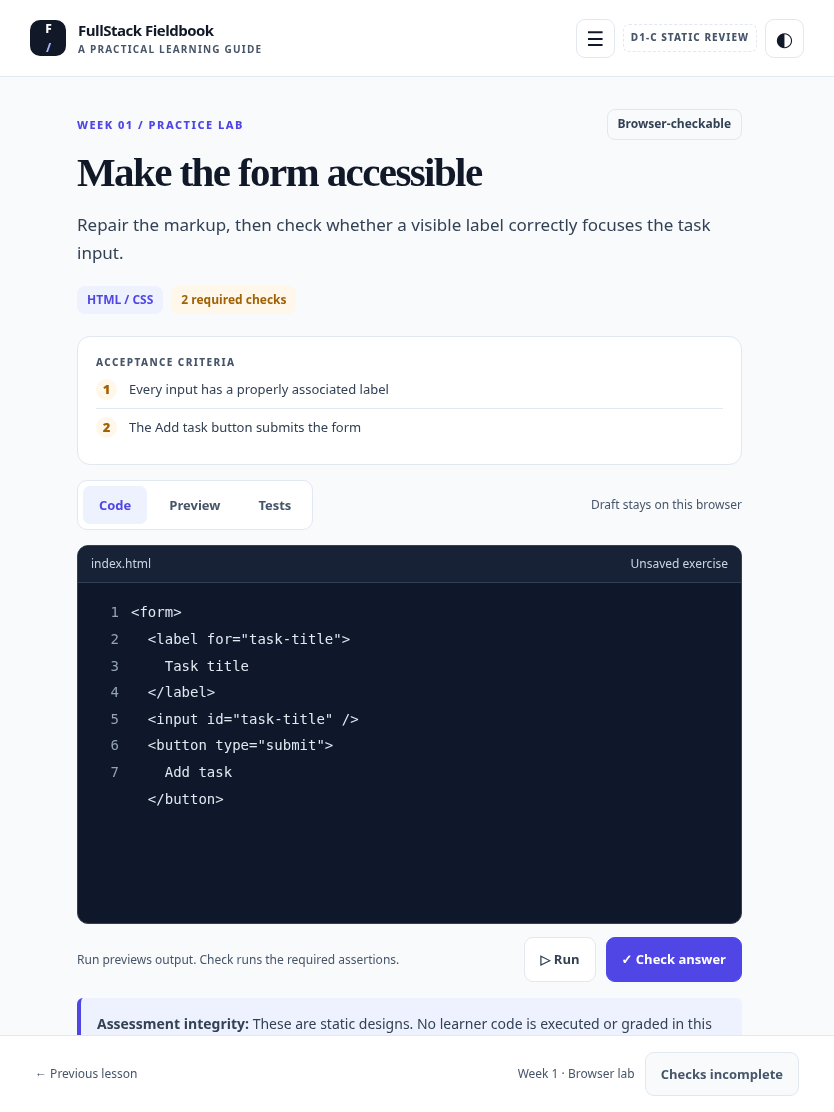 F
/
FullStack Fieldbook
A PRACTICAL LEARNING GUIDE
☰
D1-C STATIC REVIEW
◐
WEEK 01 / PRACTICE LAB
Browser-checkable
Make the form accessible
Repair the markup, then check whether a visible label correctly focuses the task
input.
HTML / CSS
2 required checks
ACCEPTANCE CRITERIA
1 Every input has a properly associated label
2 The Add task button submits the form
Code Preview Tests
Draft stays on this browser
index.html
Unsaved exercise
1 <form>
2   <label for="task-title">
3     Task title
4   </label>
5   <input id="task-title" />
6   <button type="submit">
7     Add task
  </button>
Run previews output. Check runs the required assertions.
▷ Run
✓ Check answer
Assessment integrity: These are static designs. No learner code is executed or graded in this
← Previous lesson
Week 1 · Browser lab
Checks incomplete